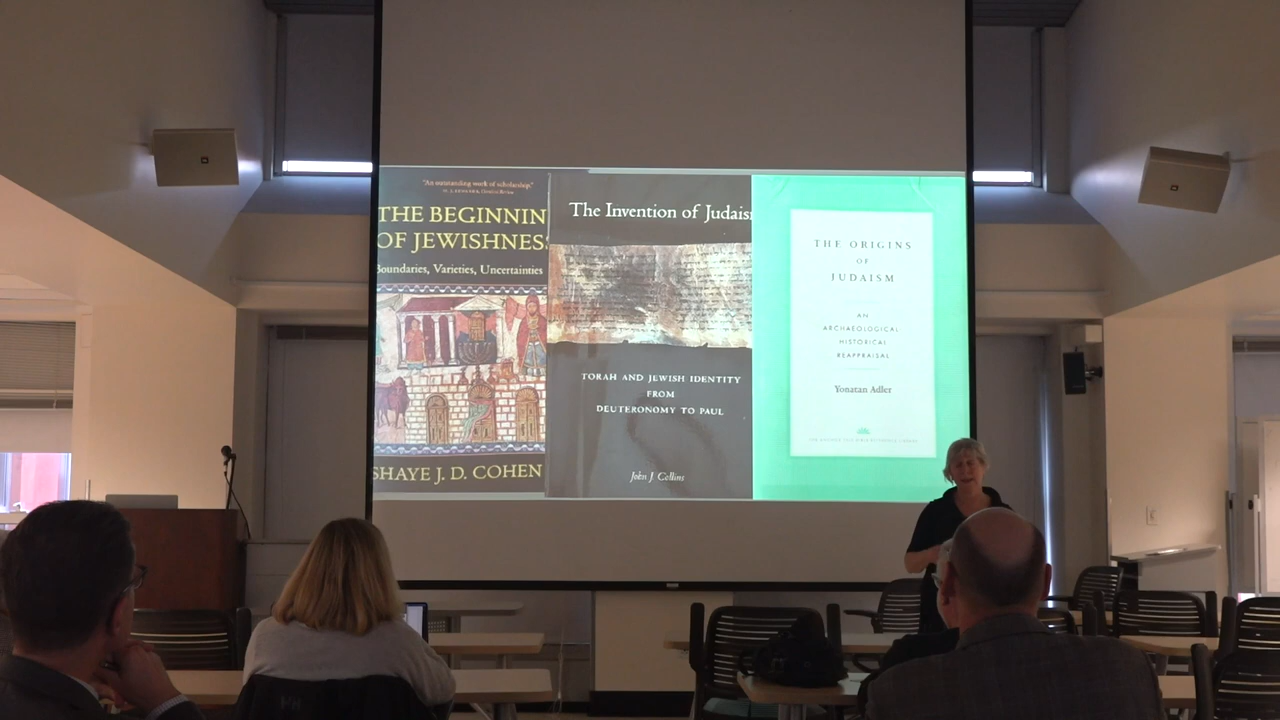 "An outstanding work of scholarship."
THE BEGINNIN
OF JEWISHNES
Boundaries, Varieties, Uncertainties
SHAYE J. D. COHEN
The Invention of Judais
TORAH AND JEWISH IDENTITY
FROM
DEUTERONOMY TO PAUL
John J. Collins
THE ORIGINS
OF
JUDAISM
AN
ARCHAEOLOGICAL
HISTORICAL
REAPPRAISAL
Yonatan Adler